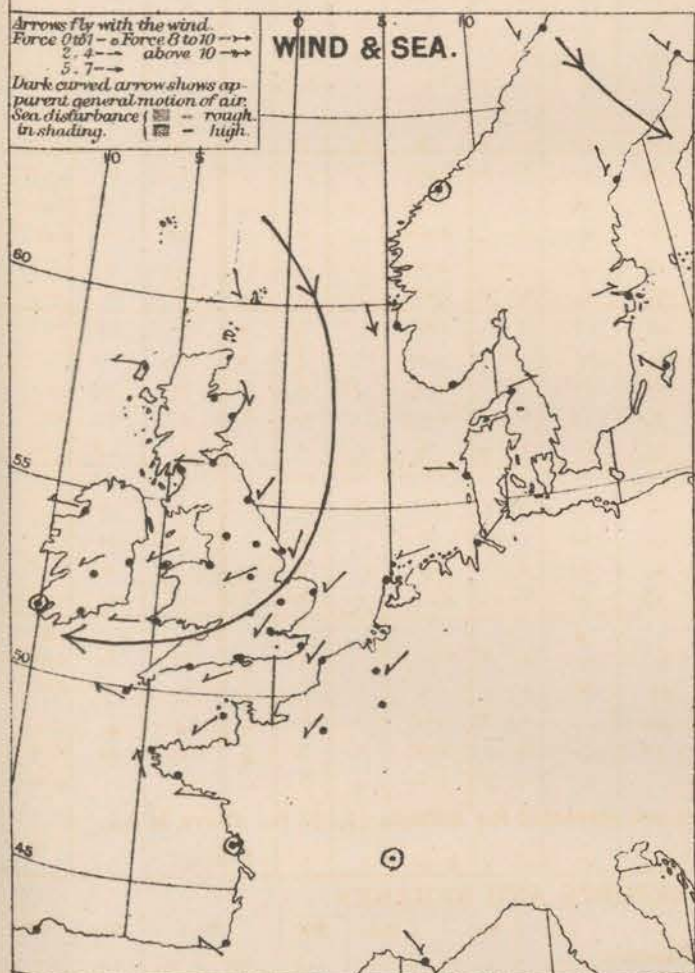 Arrows fly with the wind.
Force 0 to 1 - o Force 8 to 10
2. 4 - above 10
5. 7 -
Dark curved arrow shows ap-
parent general motion of air.
Sea disturbance { - rough.
in shading. { - high.
WIND & SEA.
0 5 10
10 5
60
55
50
45